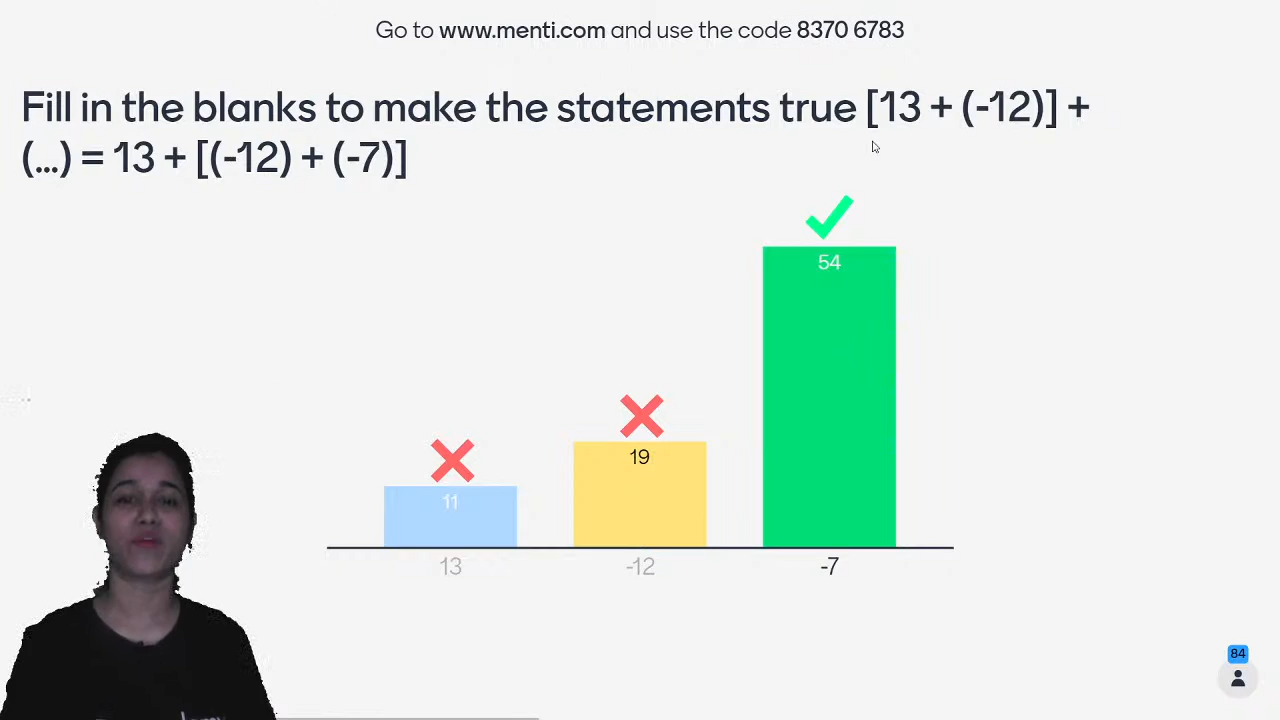 Go to www.menti.com and use the code 8370 6783
Fill in the blanks to make the statements true [13 + (-12)] +
(...) = 13 + [(-12) + (-7)]
54
19
11
13
-12
-7
84